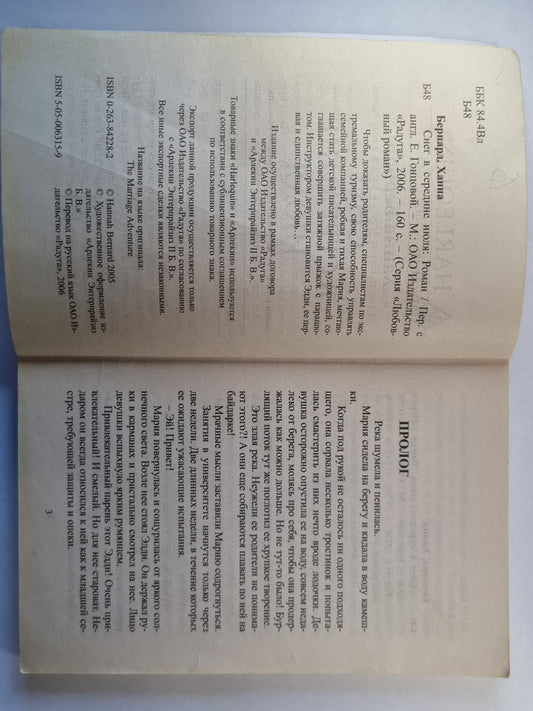 ББК 84.4Вл
Б48
Бернард, Ханна
Б48
Снег в середине июля: Роман / Пер. с
англ. Е. Гонцовой. – М.: ОАО Издательство
«Радуга», 2006. – 160 с. – (Серия «Любов-
ный роман»)
Чтобы доказать родителям, специалистам по экс-
тремальному туризму, свою способность управлять
семейной компанией, робкая и тихая Мария, мечтаю-
щая стать детской писательницей и художницей, со-
глашается совершить затяжной прыжок с парашю-
том. Инструктором девушки становится Эдди, ее пер-
вая и единственная любовь...
Издание осуществлено в рамках договора
между ОАО Издательство «Радуга»
и «Арлекин Энтерпрайзиз II Б. В.»
Товарные знаки «Harlequin» и «Арлекин» используются
в соответствии с сублицензионным соглашением
по использованию товарного знака.
Экспорт данной продукции осуществляется только
через ОАО Издательство «Радуга» по согласованию
с «Арлекин Энтерпрайзиз II Б. В.»
Все иные экспортные сделки являются незаконными.
Название на языке оригинала:
The Marriage Adventure
© Hannah Bernard 2005
© Художественное оформление из-
дательство «Арлекин Энтерпрайзиз
Б. В.»
© Перевод на русский язык ОАО Из-
дательство «Радуга», 2006
ISBN 0-263-84228-2
ISBN 5-05-006315-9
ПРОЛОГ
Река шумела и пенилась.
Мария сидела на берегу и кидала в воду камеш-
ки.
Когда под рукой не осталось ни одного подходя-
щего, она сорвала несколько тростинок и попыта-
лась смастерить из них нечто вроде лодочки. Де-
вушка осторожно опустила ее на воду, совсем неда-
леко от берега, молясь про себя, чтобы она продер-
жалась как можно дольше. Но не тут-то было! Бур-
лящий поток тут же поглотил ее хрупкое творение.
Это злая река. Неужели ее родители не понима-
ют этого?! А они еще собираются плавать по ней на
байдарке!
Мрачные мысли заставили Марию содрогнуться.
Занятия в университете начнутся только через
две недели. Две длинных недели, в течение которых
ее ожидают ужасающие испытания.
– Эй! Привет!
Мария повернулась и сощурилась от яркого сол-
нечного света. Возле нее стоял Эдди. Он держал ру-
ки в карманах и пристально смотрел на нее. Лицо
девушки вспыхнуло ярким румянцем.
Привлекательный парень этот Эдди! Очень при-
влекательный! И смелый. Но для нее староват. Не-
даром он всегда относился к ней как к младшей се-
стре, требующей защиты и опеки.
3